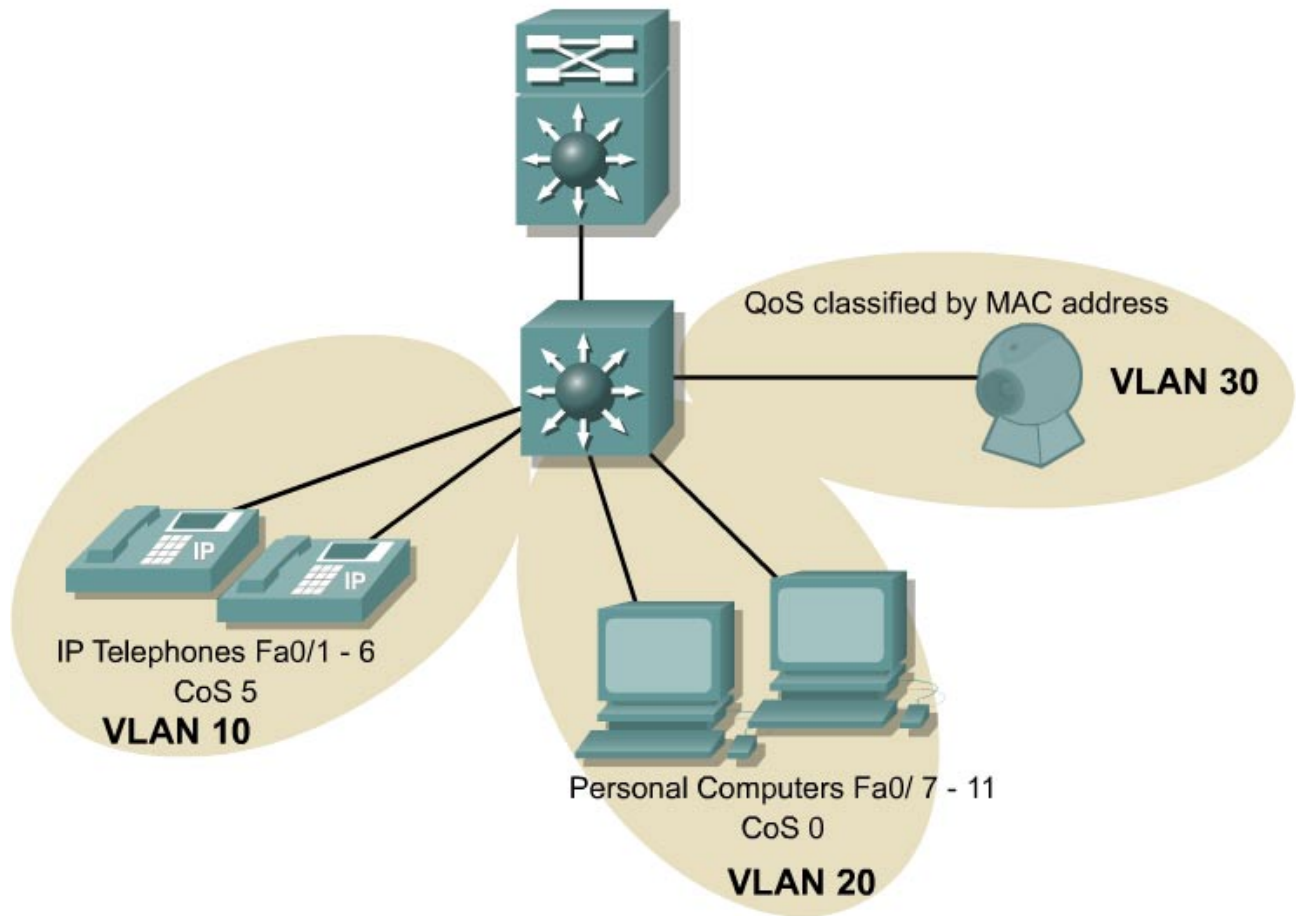 QoS classified by MAC address
VLAN 30
IP
IP
IP Telephones Fa0/1 - 6
CoS 5
VLAN 10
Personal Computers Fa0/ 7 - 11
CoS 0
VLAN 20